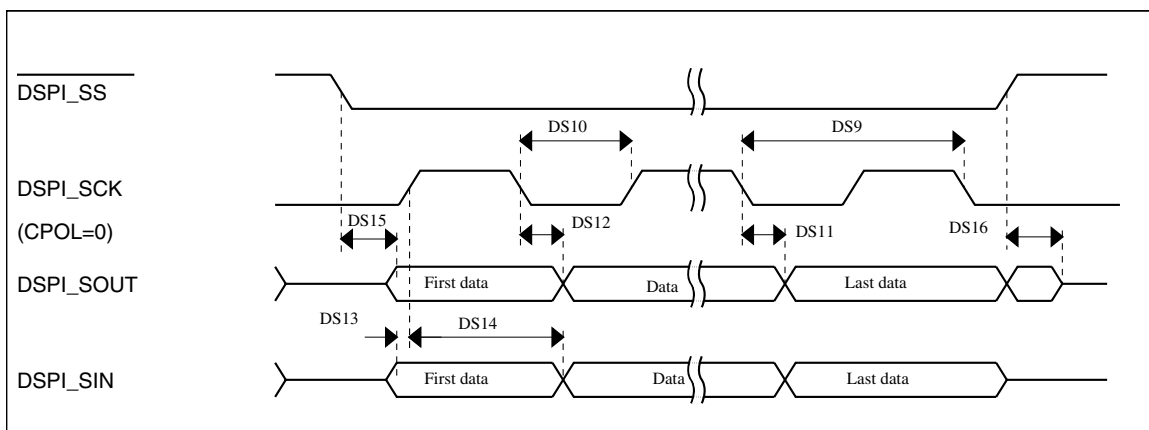 DSPI_SS
DS10
DS9
DSPI_SCK
(CPOL=0)
DS15
DS12
DS11
DS16
DSPI_SOUT
First data
Data
Last data
DS13
DS14
DSPI_SIN
First data
Data
Last data